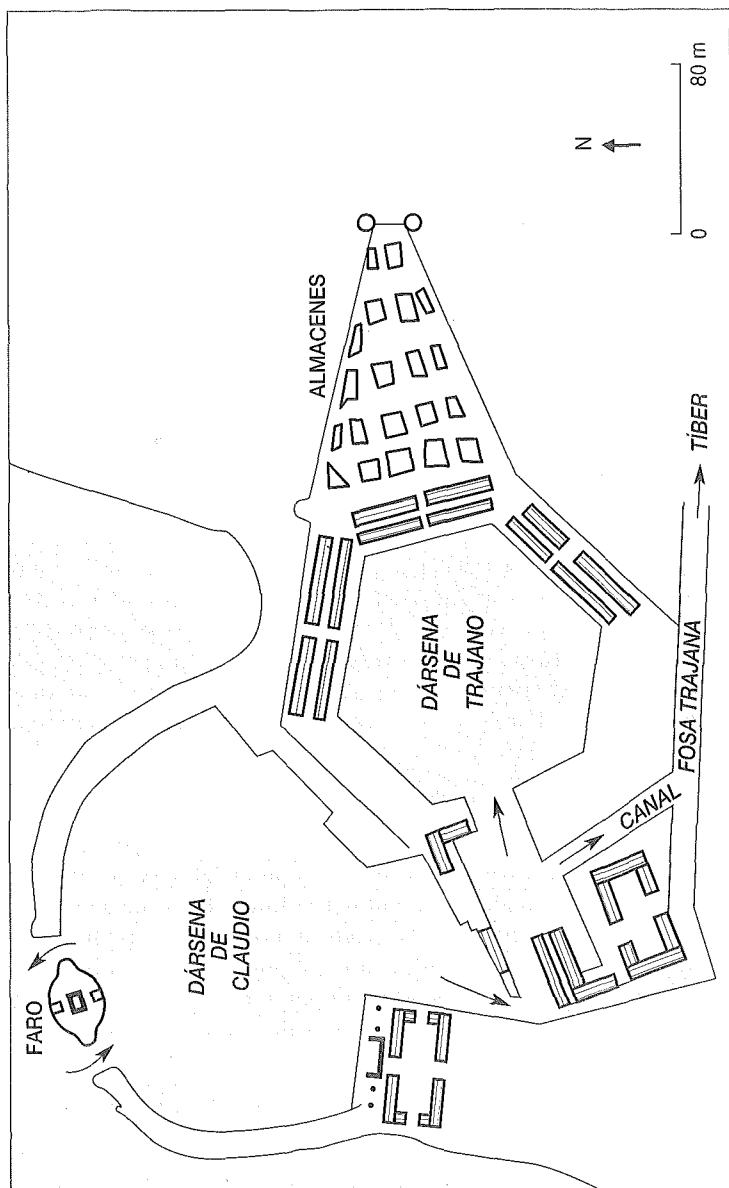 FARO
DÁRSENA
DE
CLAUDIO
DÁRSENA
DE
TRAJANO
ALMACENES
CANAL
FOSA TRAJANA
TÍBER
N
0 80 m